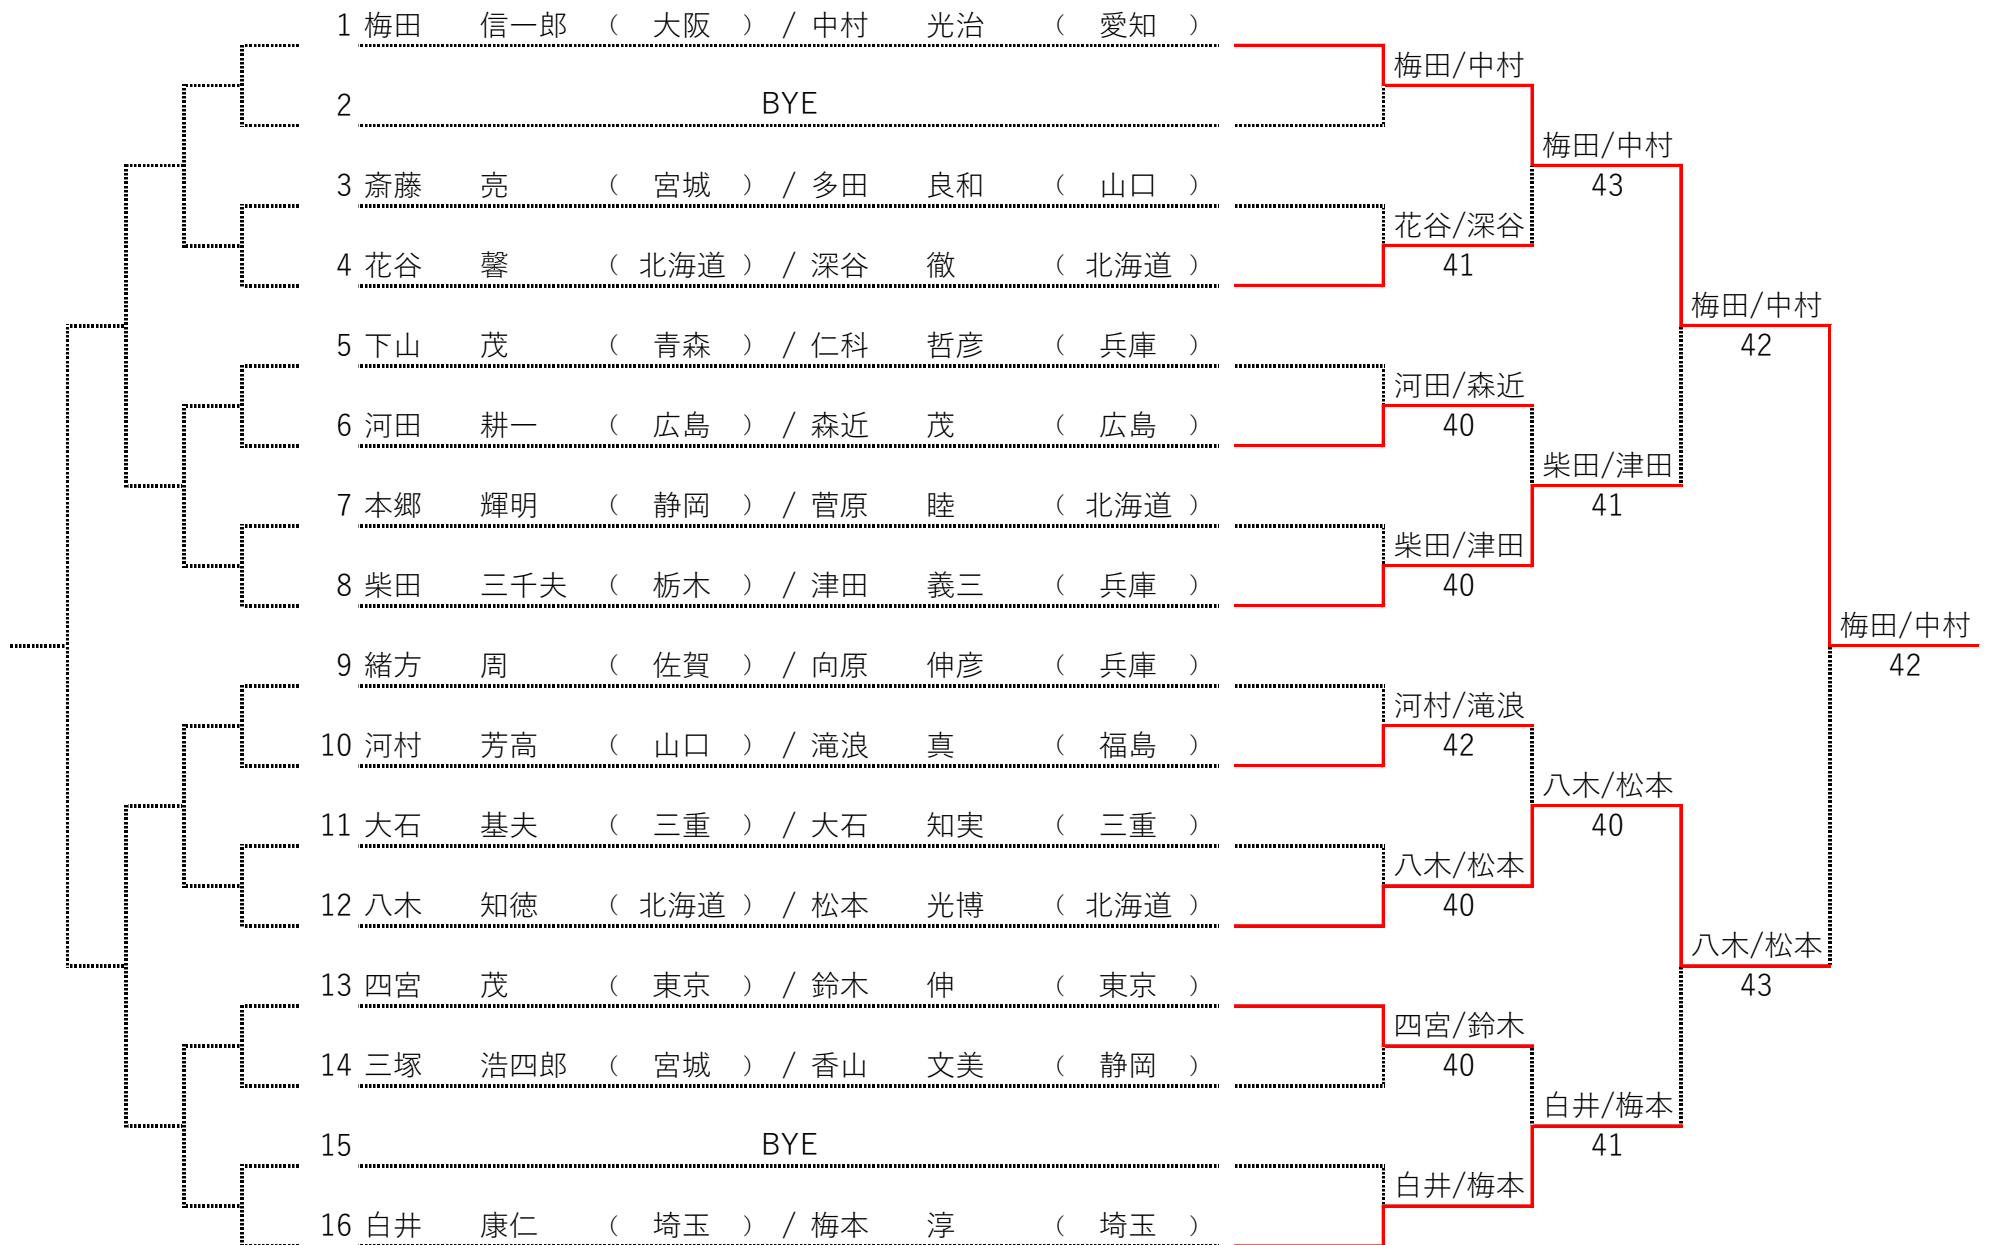 1 梅田 信一郎 （ 大阪 ） / 中村 光治 （ 愛知 ）
梅田/中村
2 BYE
梅田/中村
43
3 斎藤 亮 （ 宮城 ） / 多田 良和 （ 山口 ）
花谷/深谷
41
4 花谷 馨 （ 北海道 ） / 深谷 徹 （ 北海道 ）
梅田/中村
42
5 下山 茂 （ 青森 ） / 仁科 哲彦 （ 兵庫 ）
河田/森近
40
6 河田 耕一 （ 広島 ） / 森近 茂 （ 広島 ）
柴田/津田
41
7 本郷 輝明 （ 静岡 ） / 菅原 睦 （ 北海道 ）
柴田/津田
40
8 柴田 三千夫 （ 栃木 ） / 津田 義三 （ 兵庫 ）
梅田/中村
42
9 緒方 周 （ 佐賀 ） / 向原 伸彦 （ 兵庫 ）
河村/滝浪
42
10 河村 芳高 （ 山口 ） / 滝浪 真 （ 福島 ）
八木/松本
40
11 大石 基夫 （ 三重 ） / 大石 知実 （ 三重 ）
八木/松本
40
12 八木 知徳 （ 北海道 ） / 松本 光博 （ 北海道 ）
八木/松本
43
13 四宮 茂 （ 東京 ） / 鈴木 伸 （ 東京 ）
四宮/鈴木
40
14 三塚 浩四郎 （ 宮城 ） / 香山 文美 （ 静岡 ）
白井/梅本
41
15 BYE
白井/梅本
16 白井 康仁 （ 埼玉 ） / 梅本 淳 （ 埼玉 ）